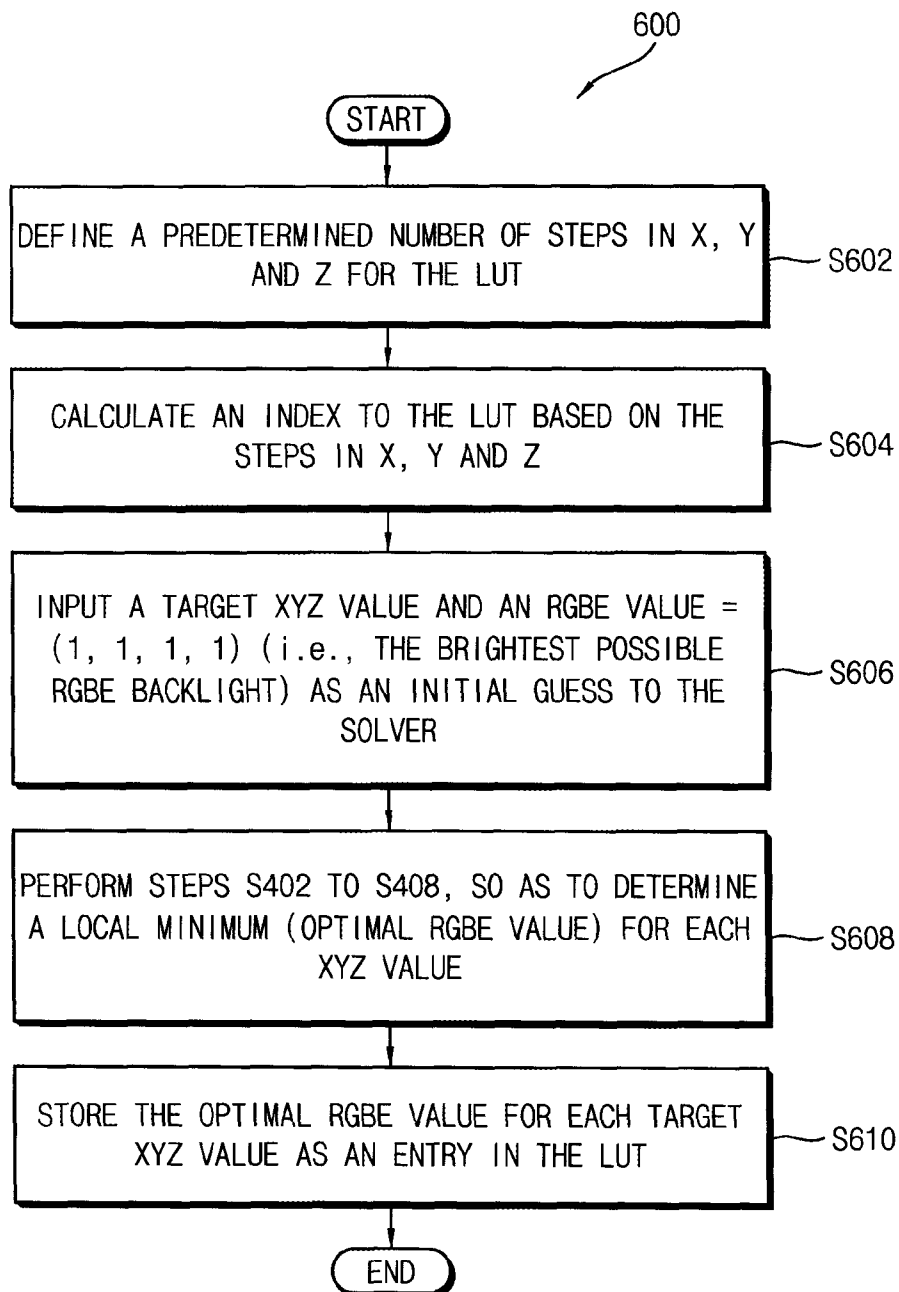 600
START
DEFINE A PREDETERMINED NUMBER OF STEPS IN X, Y
AND Z FOR THE LUT
S602
CALCULATE AN INDEX TO THE LUT BASED ON THE
STEPS IN X, Y AND Z
S604
INPUT A TARGET XYZ VALUE AND AN RGBE VALUE =
(1, 1, 1, 1) (i.e., THE BRIGHTEST POSSIBLE
RGBE BACKLIGHT) AS AN INITIAL GUESS TO THE
SOLVER
S606
PERFORM STEPS S402 TO S408, SO AS TO DETERMINE
A LOCAL MINIMUM (OPTIMAL RGBE VALUE) FOR EACH
XYZ VALUE
S608
STORE THE OPTIMAL RGBE VALUE FOR EACH TARGET
XYZ VALUE AS AN ENTRY IN THE LUT
S610
END